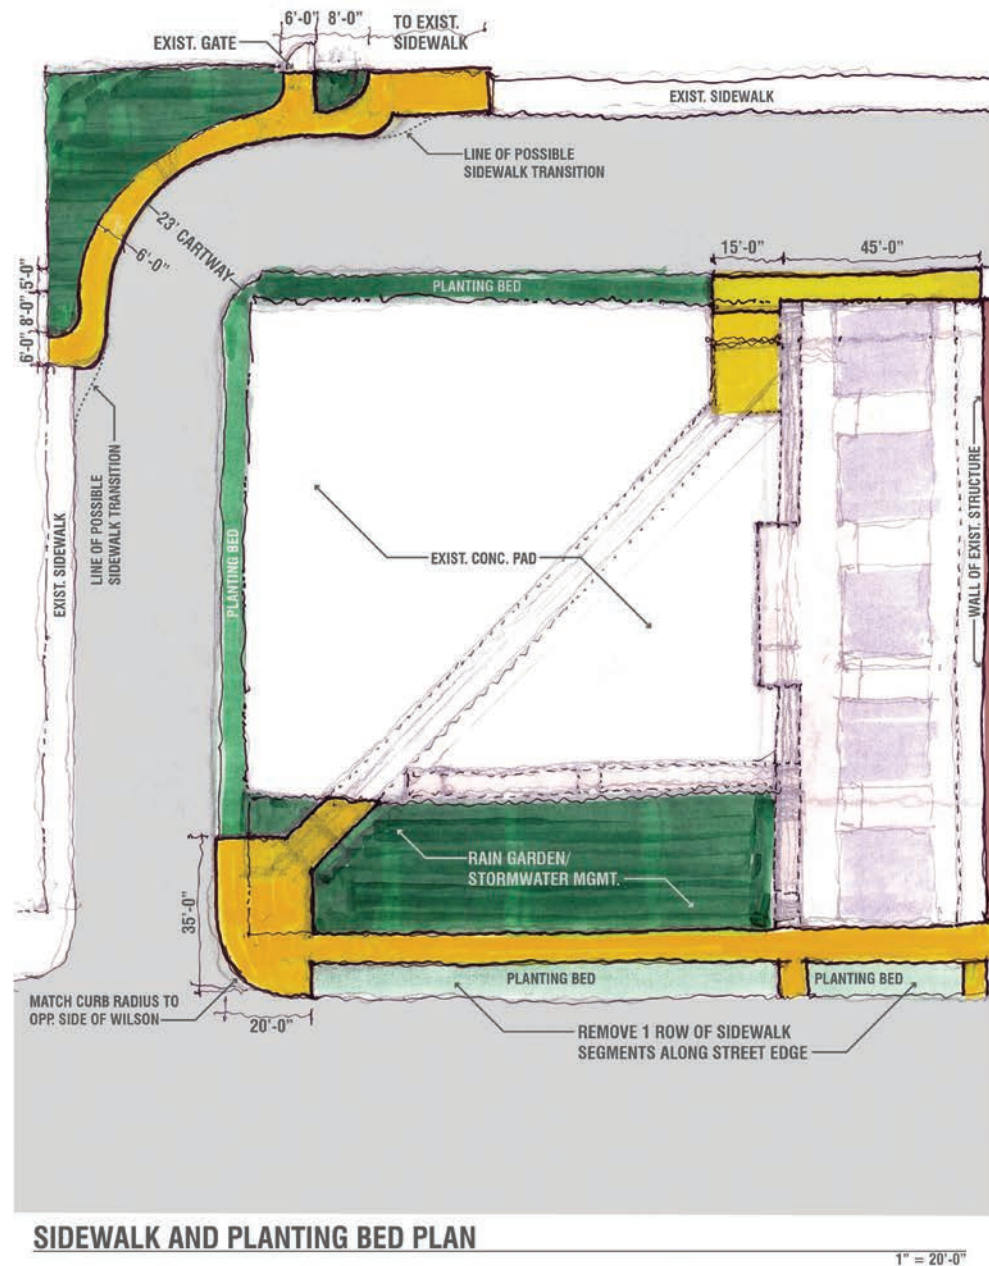 6'-0"
8'-0"
TO EXIST.
SIDEWALK
EXIST. GATE
EXIST. SIDEWALK
LINE OF POSSIBLE
SIDEWALK TRANSITION
23' CARTWAY
6'-0"
15'-0"
45'-0"
6'-0", 8'-0", 5'-0"
PLANTING BED
LINE OF POSSIBLE
SIDEWALK TRANSITION
EXIST. SIDEWALK
PLANTING BED
EXIST. CONC. PAD
WALL OF EXIST. STRUCTURE
RAIN GARDEN/
STORMWATER MGMT.
35'-0"
PLANTING BED
PLANTING BED
MATCH CURB RADIUS TO
OPP. SIDE OF WILSON
20'-0"
REMOVE 1 ROW OF SIDEWALK
SEGMENTS ALONG STREET EDGE
SIDEWALK AND PLANTING BED PLAN
1" = 20'-0"